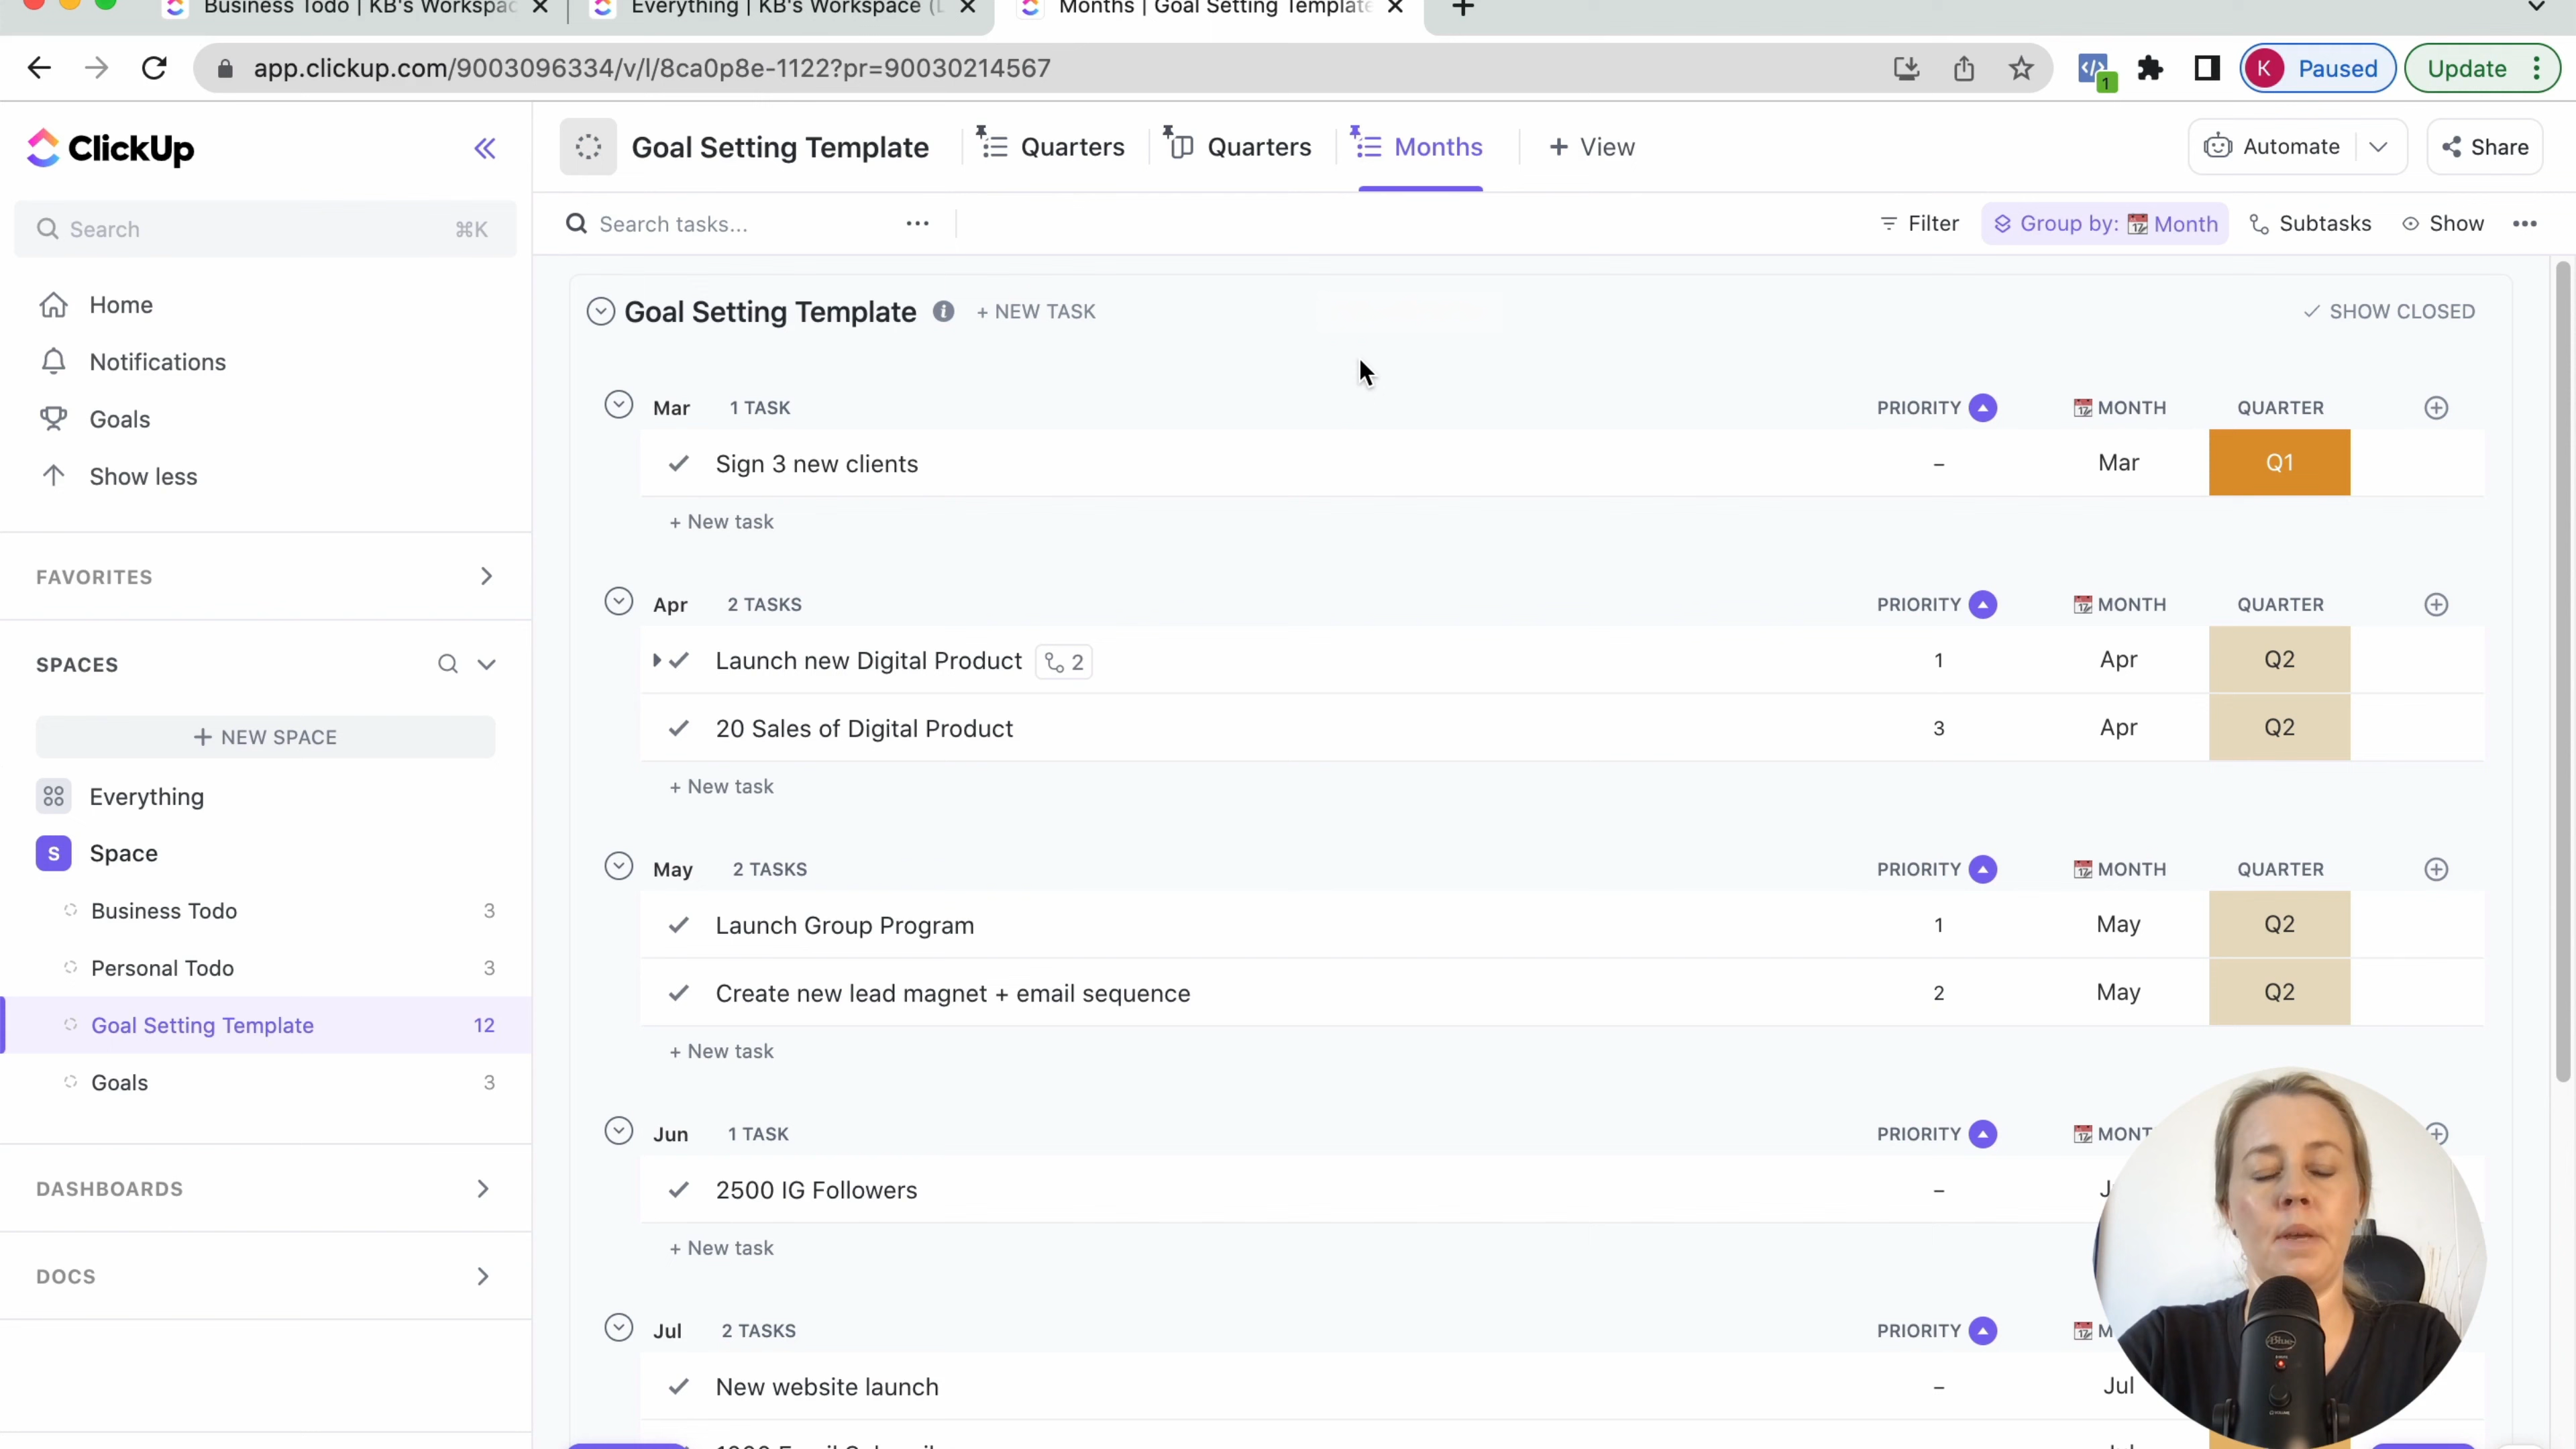 Business Todo | KB's Workspac
Everything | KB's Workspace (
Months | Goal Setting Template
app.clickup.com/9003096334/v/l/8ca0p8e-1122?pr=90030214567
1
K Paused
Update
ClickUp
Goal Setting Template
Quarters
Quarters
Months
+ View
Automate
Share
Search ⌘K
Search tasks...
Filter
Group by: Month
Subtasks
Show
Home
Notifications
Goals
Show less
FAVORITES
SPACES
+ NEW SPACE
Everything
S Space
Business Todo 3
Personal Todo 3
Goal Setting Template 12
Goals 3
DASHBOARDS
DOCS
Goal Setting Template + NEW TASK SHOW CLOSED
Mar 1 TASK PRIORITY MONTH QUARTER
Sign 3 new clients – Mar Q1
+ New task
Apr 2 TASKS PRIORITY MONTH QUARTER
Launch new Digital Product 2 1 Apr Q2
20 Sales of Digital Product 3 Apr Q2
+ New task
May 2 TASKS PRIORITY MONTH QUARTER
Launch Group Program 1 May Q2
Create new lead magnet + email sequence 2 May Q2
+ New task
Jun 1 TASK PRIORITY MONT
2500 IG Followers – J
+ New task
Jul 2 TASKS PRIORITY M
New website launch – Jul
Blue